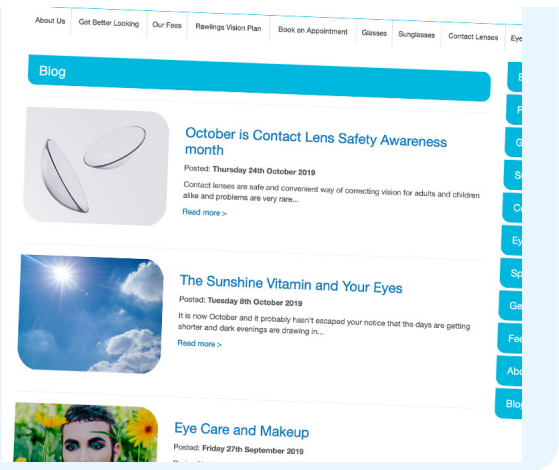 About Us
Get Better Looking
Our Fees
Rawlings Vision Plan
Book an Appointment
Glasses
Sunglasses
Contact Lenses
Blog
October is Contact Lens Safety Awareness
month
Posted: Thursday 24th October 2019
Contact lenses are safe and convenient way of correcting vision for adults and children
alike and problems are very rare...
Read more >
The Sunshine Vitamin and Your Eyes
Posted: Tuesday 8th October 2019
It is now October and it probably hasn't escaped your notice that the days are getting
shorter and dark evenings are drawing in...
Read more >
Eye Care and Makeup
Posted: Friday 27th September 2019